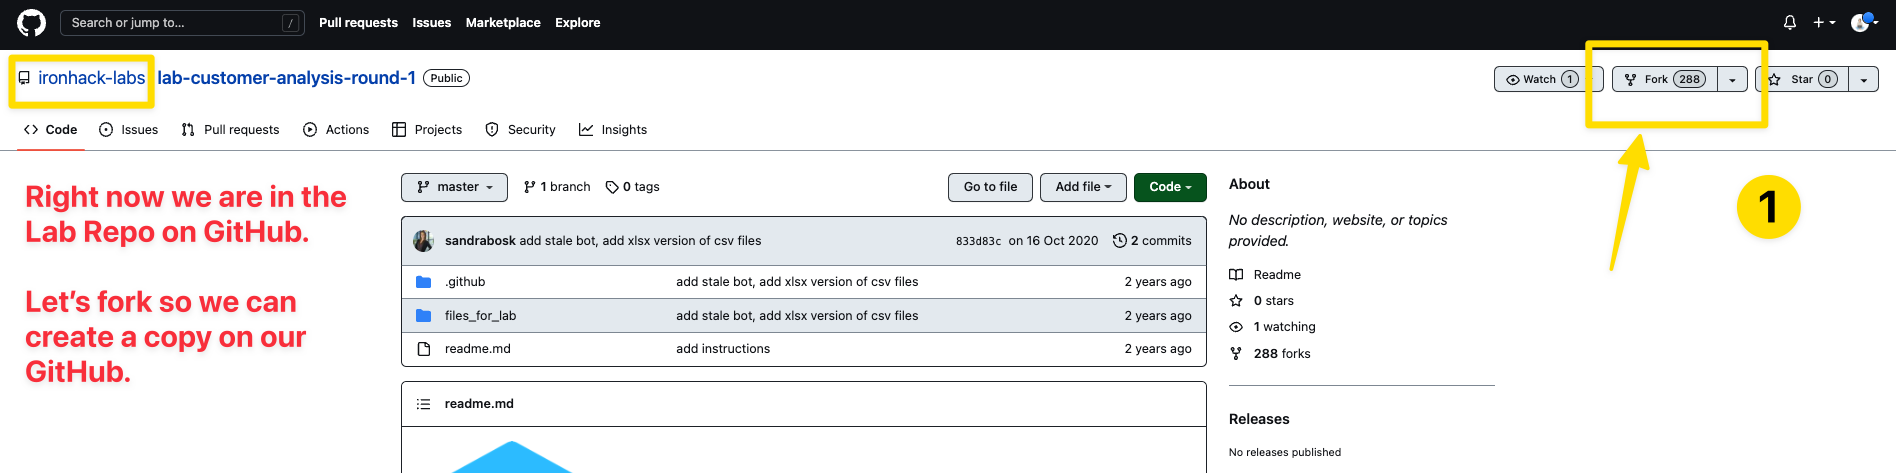 Search or jump to... /
Pull requests Issues Marketplace Explore
ironhack-labs lab-customer-analysis-round-1 Public
Watch 1 Fork 288 Star 0
Code Issues Pull requests Actions Projects Security Insights
Right now we are in the
Lab Repo on GitHub.
Let's fork so we can
create a copy on our
GitHub.
1
master 1 branch 0 tags Go to file Add file Code
sandrabosk add stale bot, add xlsx version of csv files 833d83c on 16 Oct 2020 2 commits
.github add stale bot, add xlsx version of csv files 2 years ago
files_for_lab add stale bot, add xlsx version of csv files 2 years ago
readme.md add instructions 2 years ago
readme.md
About
No description, website, or topics
provided.
Readme
0 stars
1 watching
288 forks
Releases
No releases published